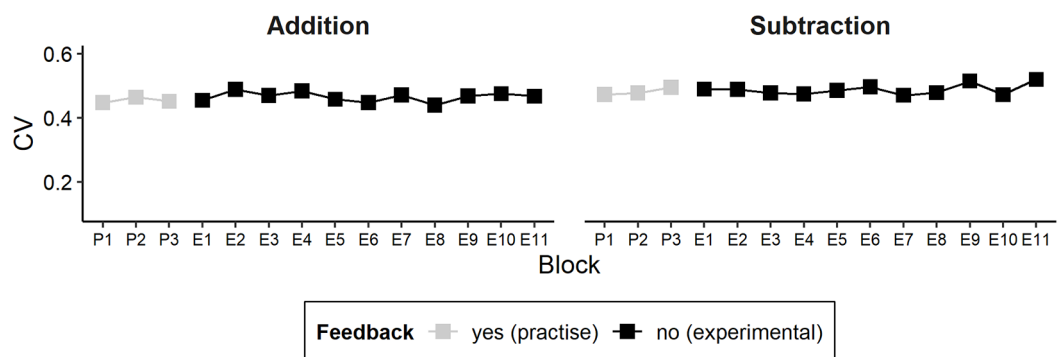 Addition Subtraction
0.6
0.4
0.2
CV
P1 P2 P3 E1 E2 E3 E4 E5 E6 E7 E8 E9 E10 E11 P1 P2 P3 E1 E2 E3 E4 E5 E6 E7 E8 E9 E10 E11
Block
Feedback yes (practise) no (experimental)